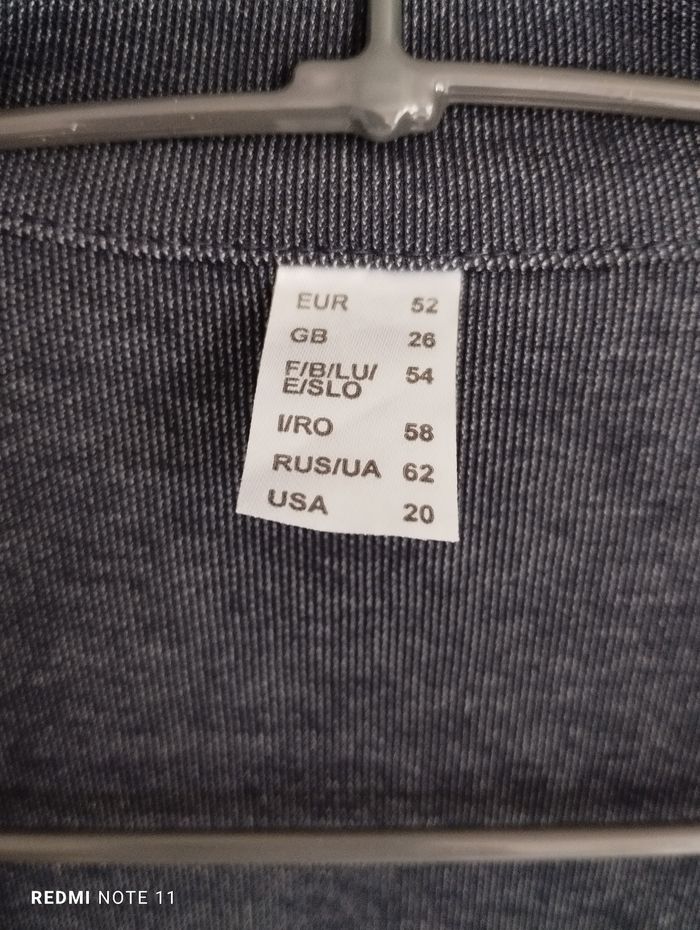 EUR 52
GB 26
F/B/LU/ 54
E/SLO
I/RO 58
RUS/UA 62
USA 20
REDMI NOTE 11